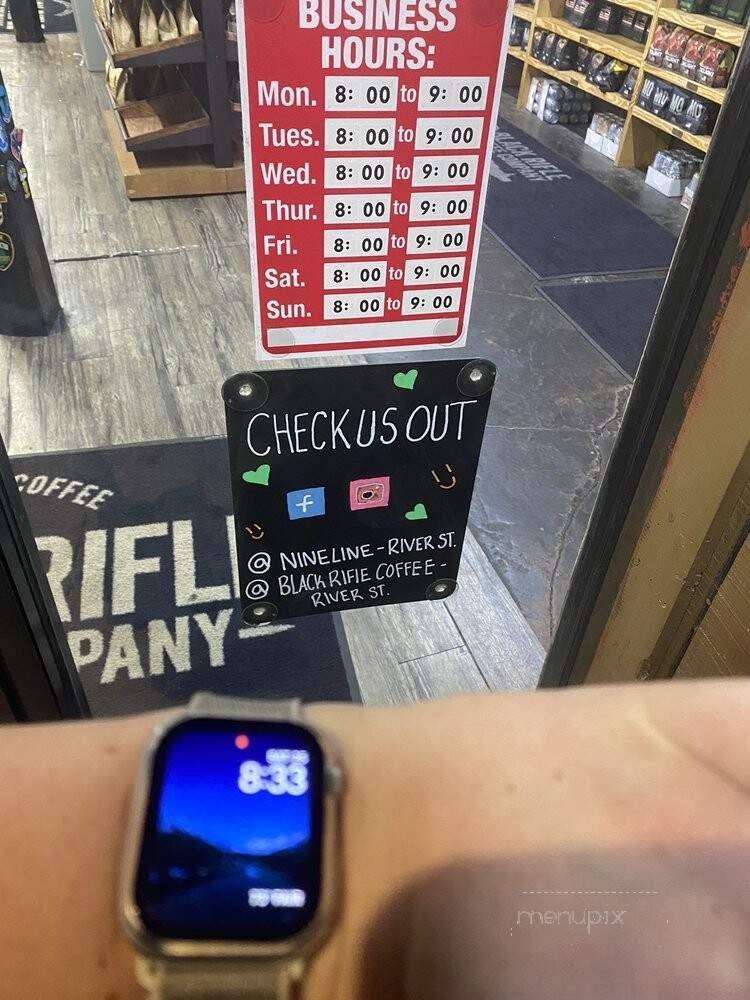 BUSINESS
HOURS:
Mon. 8: 00 to 9: 00
Tues. 8: 00 to 9: 00
Wed. 8: 00 to 9: 00
Thur. 8: 00 to 9: 00
Fri. 8: 00 to 9: 00
Sat. 8: 00 to 9: 00
Sun. 8: 00 to 9: 00
BLACK RIFLE
CHECK US OUT
f
@ NINELINE - RIVER ST.
@ BLACK RIFIE COFFEE -
RIVER ST.
COFFEE
RIFL
PANY
8:33
menupix